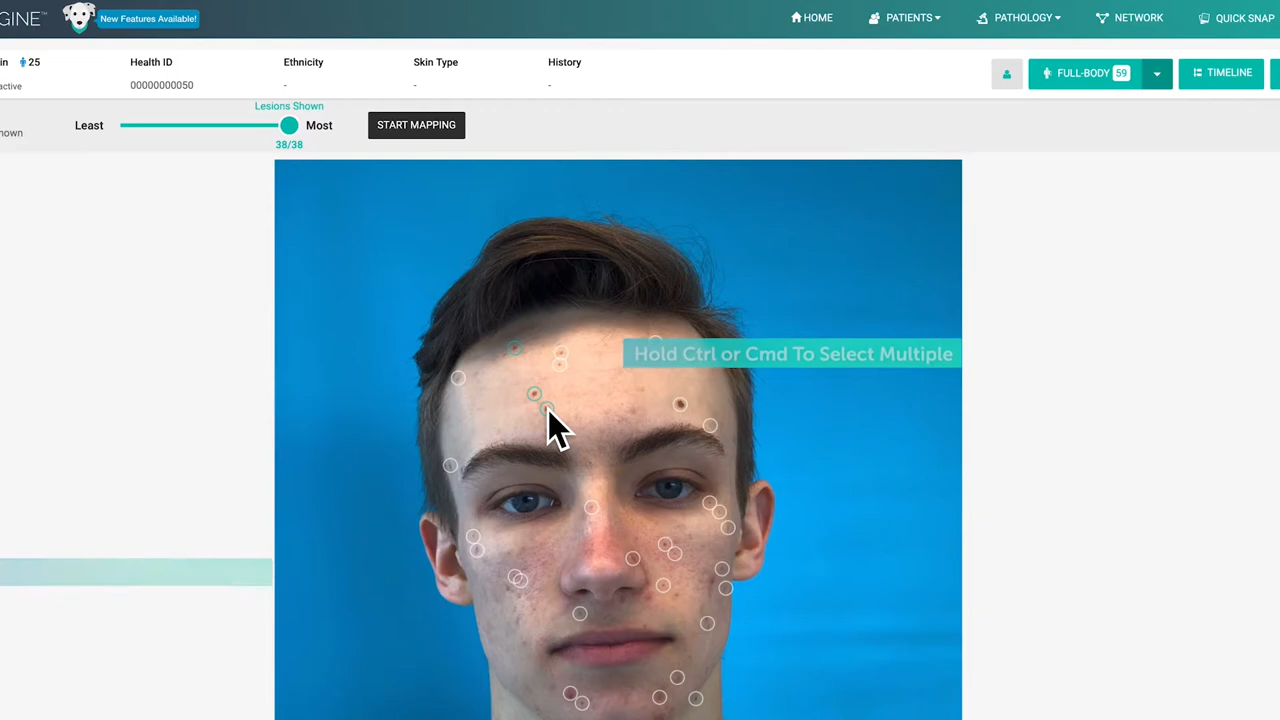 GINE™ New Features Available! HOME PATIENTS PATHOLOGY NETWORK QUICK SNAP
in 25 Health ID Ethnicity Skin Type History
active 00000000050 - - -
FULL-BODY 59 TIMELINE
Lesions Shown
hown Least Most START MAPPING
38/38
Hold Ctrl or Cmd To Select Multiple